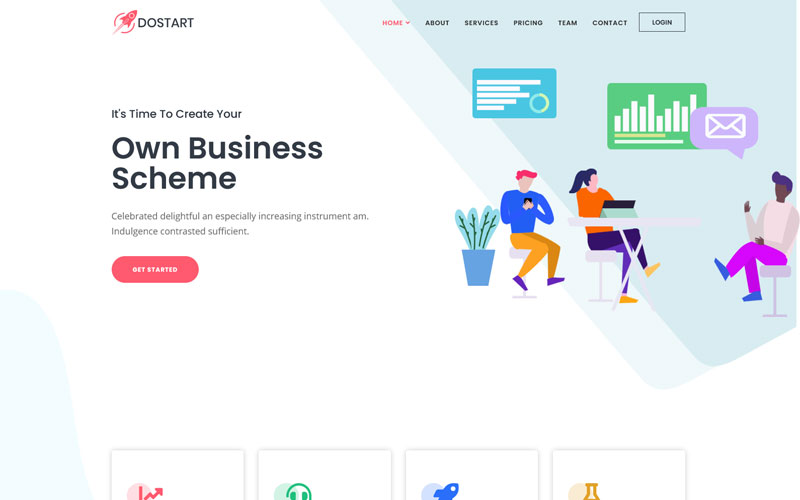 DOSTART
HOME
ABOUT
SERVICES
PRICING
TEAM
CONTACT
LOGIN
It's Time To Create Your
Own Business
Scheme
Celebrated delightful an especially increasing instrument am.
Indulgence contrasted sufficient.
GET STARTED